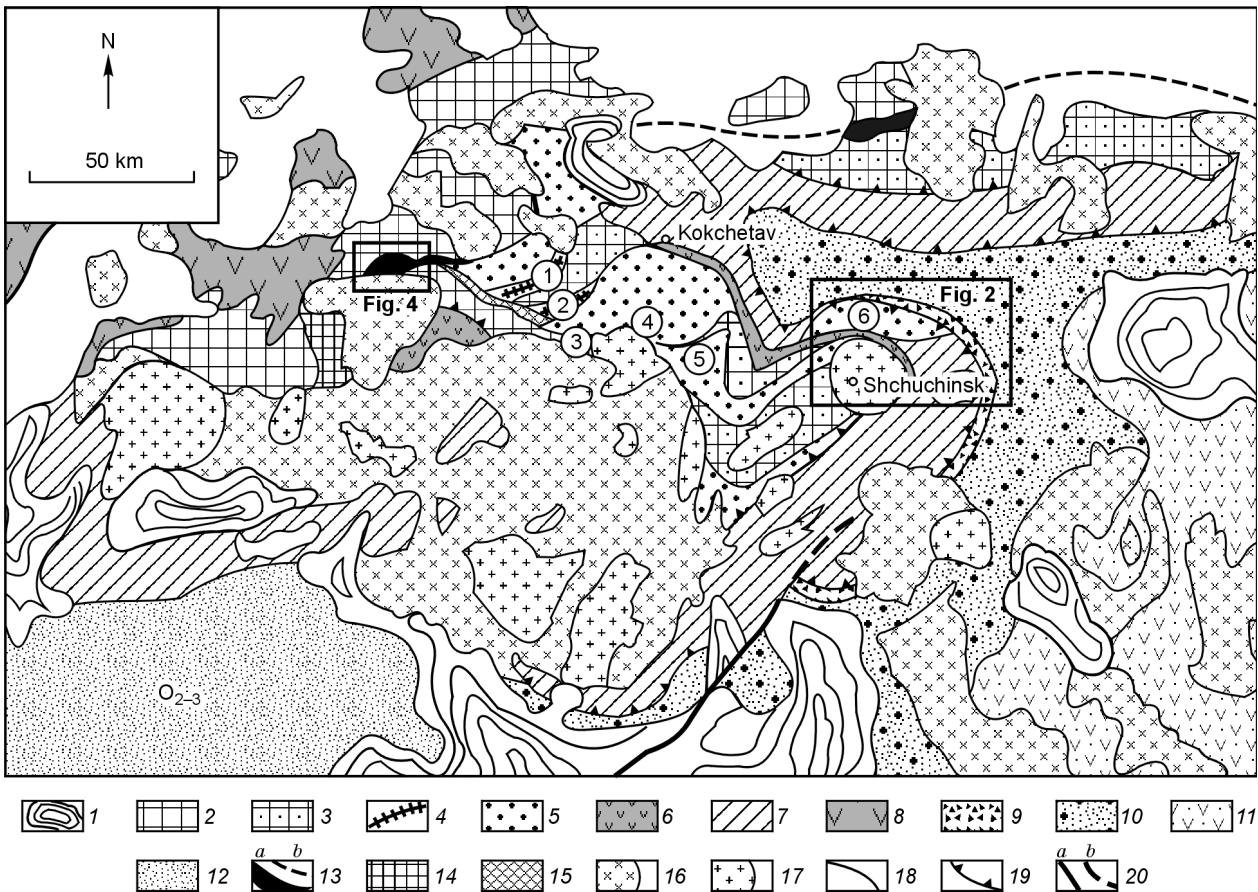 N
50 km
Kokchetav
1
Fig. 4
2
Fig. 2
4
6
3
5
Shchuchinsk
O2–3
1 2 3 4 5 6 7 8 9 10 11
a b a b
12 13 14 15 16 17 18 19 20